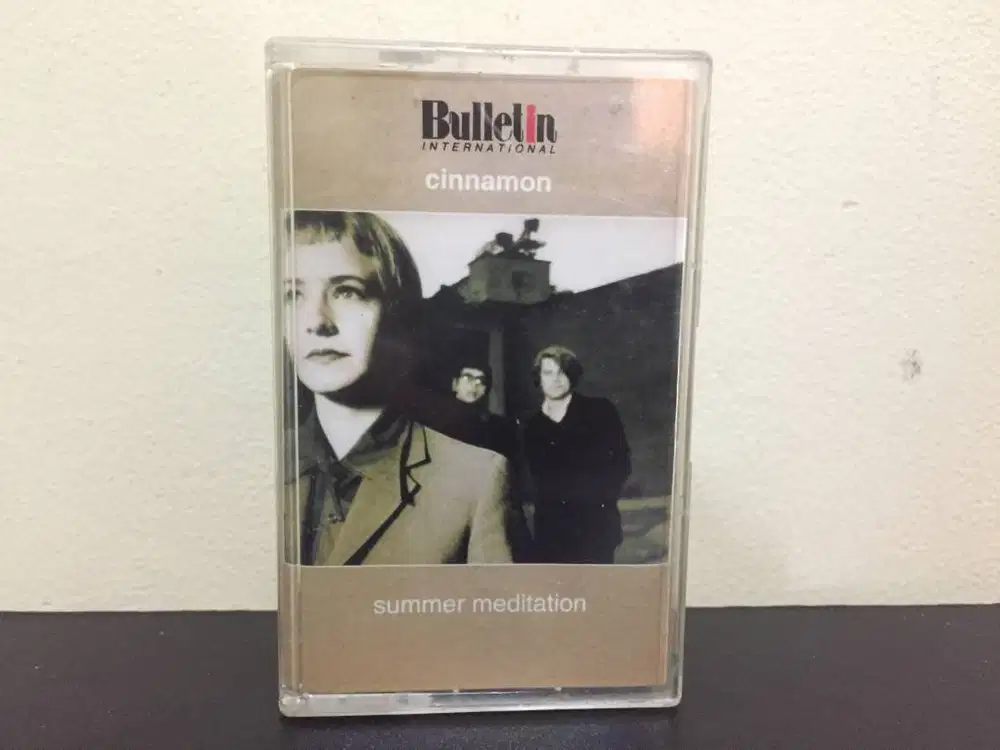 Bulletin
INTERNATIONAL
cinnamon
summer meditation